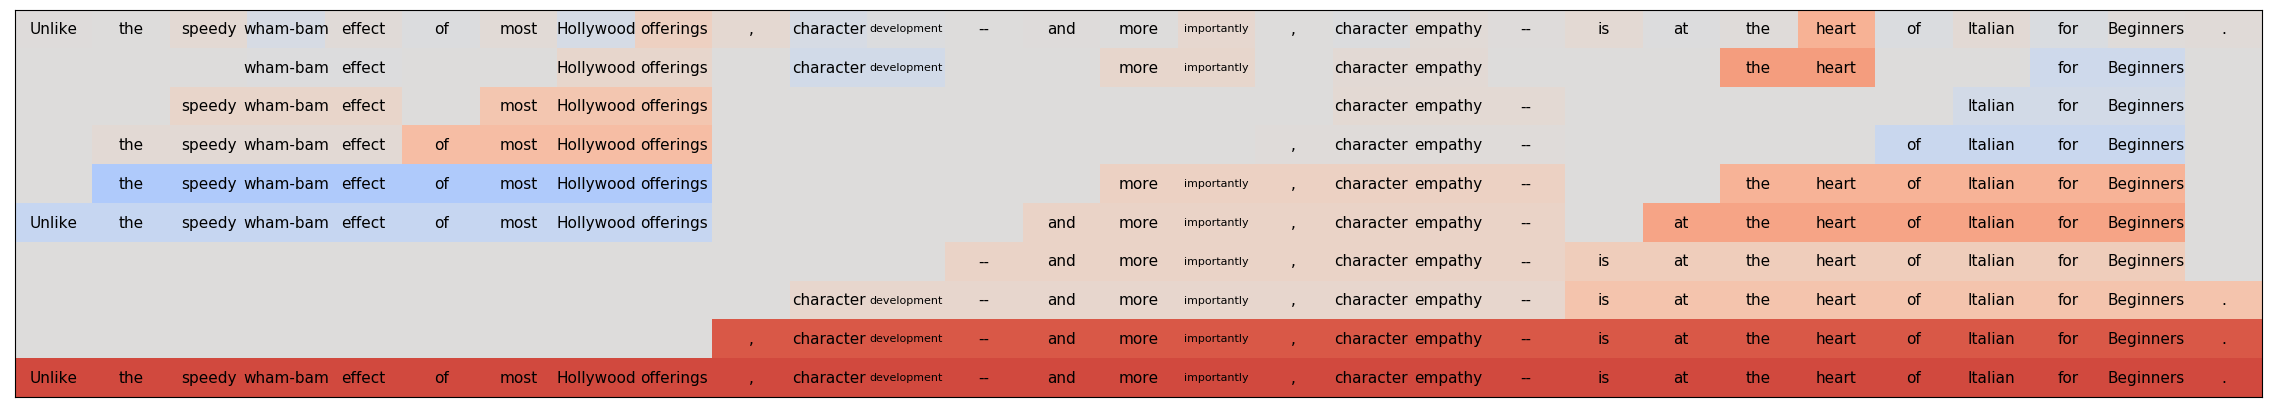 Unlike the speedy wham-bam effect of most Hollywood offerings , character development -- and more importantly , character empathy -- is at the heart of Italian for Beginners .
wham-bam effect Hollywood offerings character development more importantly character empathy the heart for Beginners
speedy wham-bam effect most Hollywood offerings character empathy -- Italian for Beginners
the speedy wham-bam effect of most Hollywood offerings , character empathy -- of Italian for Beginners
the speedy wham-bam effect of most Hollywood offerings more importantly , character empathy -- the heart of Italian for Beginners
Unlike the speedy wham-bam effect of most Hollywood offerings and more importantly , character empathy -- at the heart of Italian for Beginners
-- and more importantly , character empathy -- is at the heart of Italian for Beginners
character development -- and more importantly , character empathy -- is at the heart of Italian for Beginners .
, character development -- and more importantly , character empathy -- is at the heart of Italian for Beginners .
Unlike the speedy wham-bam effect of most Hollywood offerings , character development -- and more importantly , character empathy -- is at the heart of Italian for Beginners .